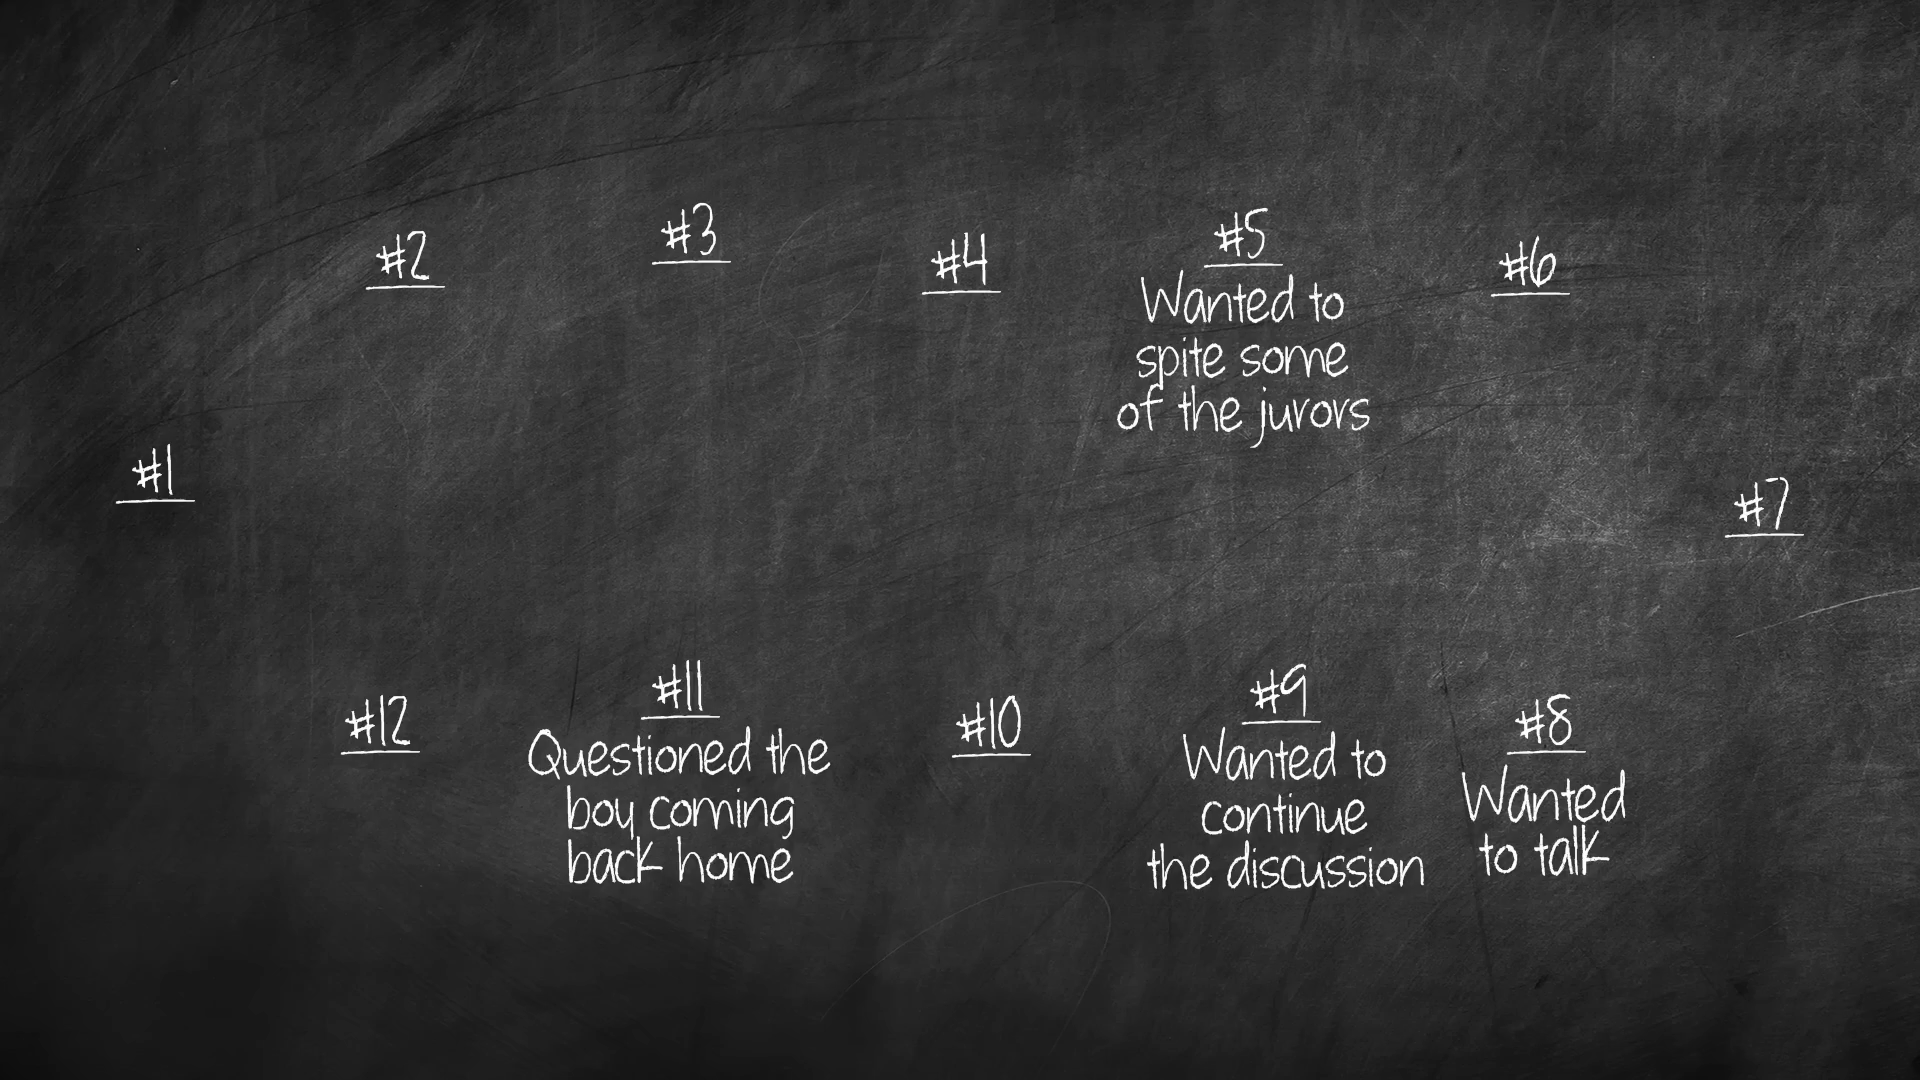 #1
#2
#3
#4
#5
Wanted to
spite some
of the jurors
#6
#7
#12
#11
Questioned the
boy coming
back home
#10
#9
Wanted to
continue
the discussion
#8
Wanted
to talk